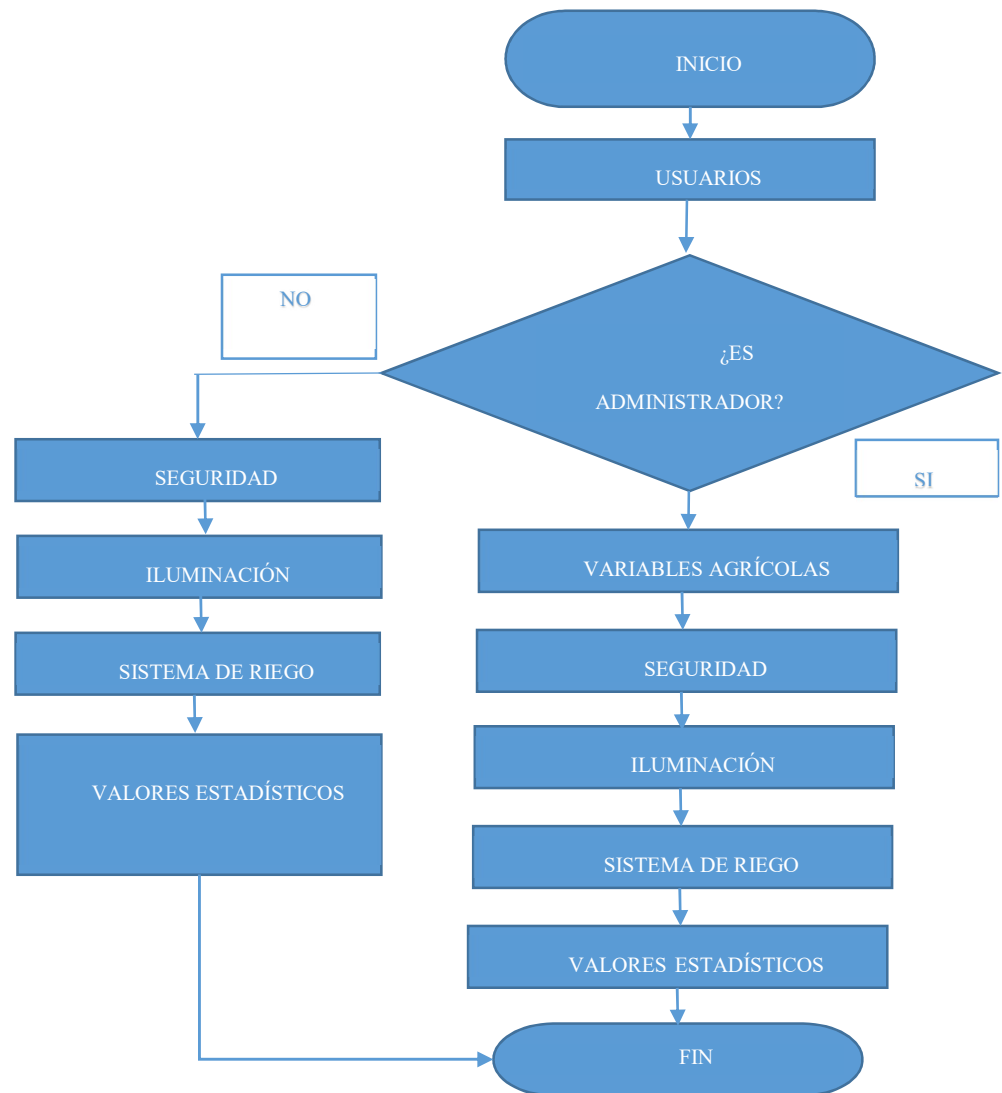 INICIO
USUARIOS
NO
¿ES
ADMINISTRADOR?
SI
SEGURIDAD
ILUMINACIÓN
SISTEMA DE RIEGO
VALORES ESTADÍSTICOS
VARIABLES AGRÍCOLAS
SEGURIDAD
ILUMINACIÓN
SISTEMA DE RIEGO
VALORES ESTADÍSTICOS
FIN